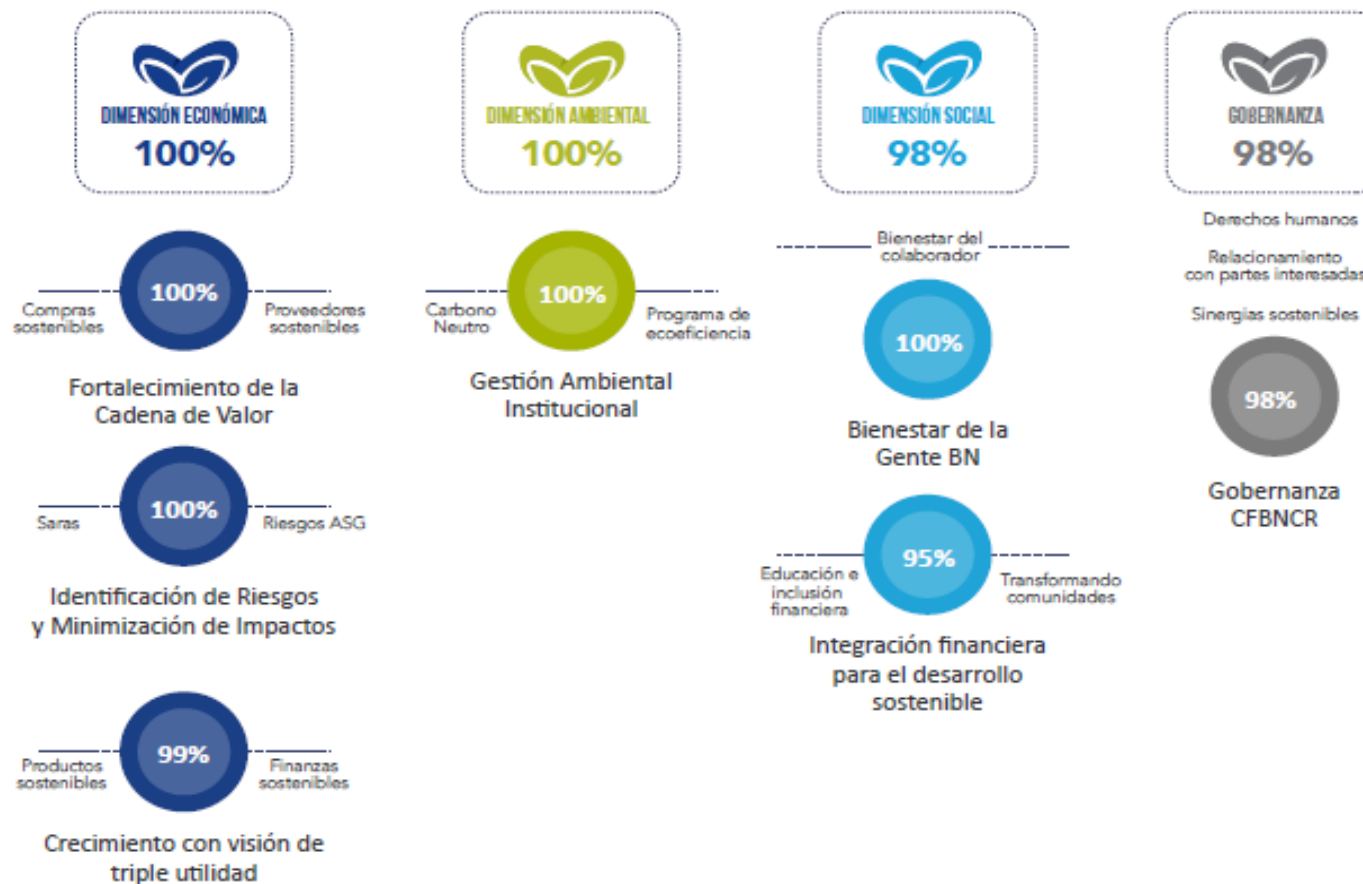 DIMENSIÓN ECONÓMICA
100%
Compras
sostenibles
100%
Proveedores
sostenibles
Fortalecimiento de la
Cadena de Valor
Saras
100%
Riesgos ASG
Identificación de Riesgos
y Minimización de Impactos
Productos
sostenibles
99%
Finanzas
sostenibles
Crecimiento con visión de
triple utilidad
DIMENSIÓN AMBIENTAL
100%
Carbono
Neutro
100%
Programa de
ecoeficiencia
Gestión Ambiental
Institucional
DIMENSIÓN SOCIAL
98%
Bienestar del
colaborador
100%
Bienestar de la
Gente BN
Educación e
inclusión
financiera
95%
Transformando
comunidades
Integración financiera
para el desarrollo
sostenible
GOBERNANZA
98%
Derechos humanos
Relacionamiento
con partes interesadas
Sinergias sostenibles
98%
Gobernanza
CFBNCR